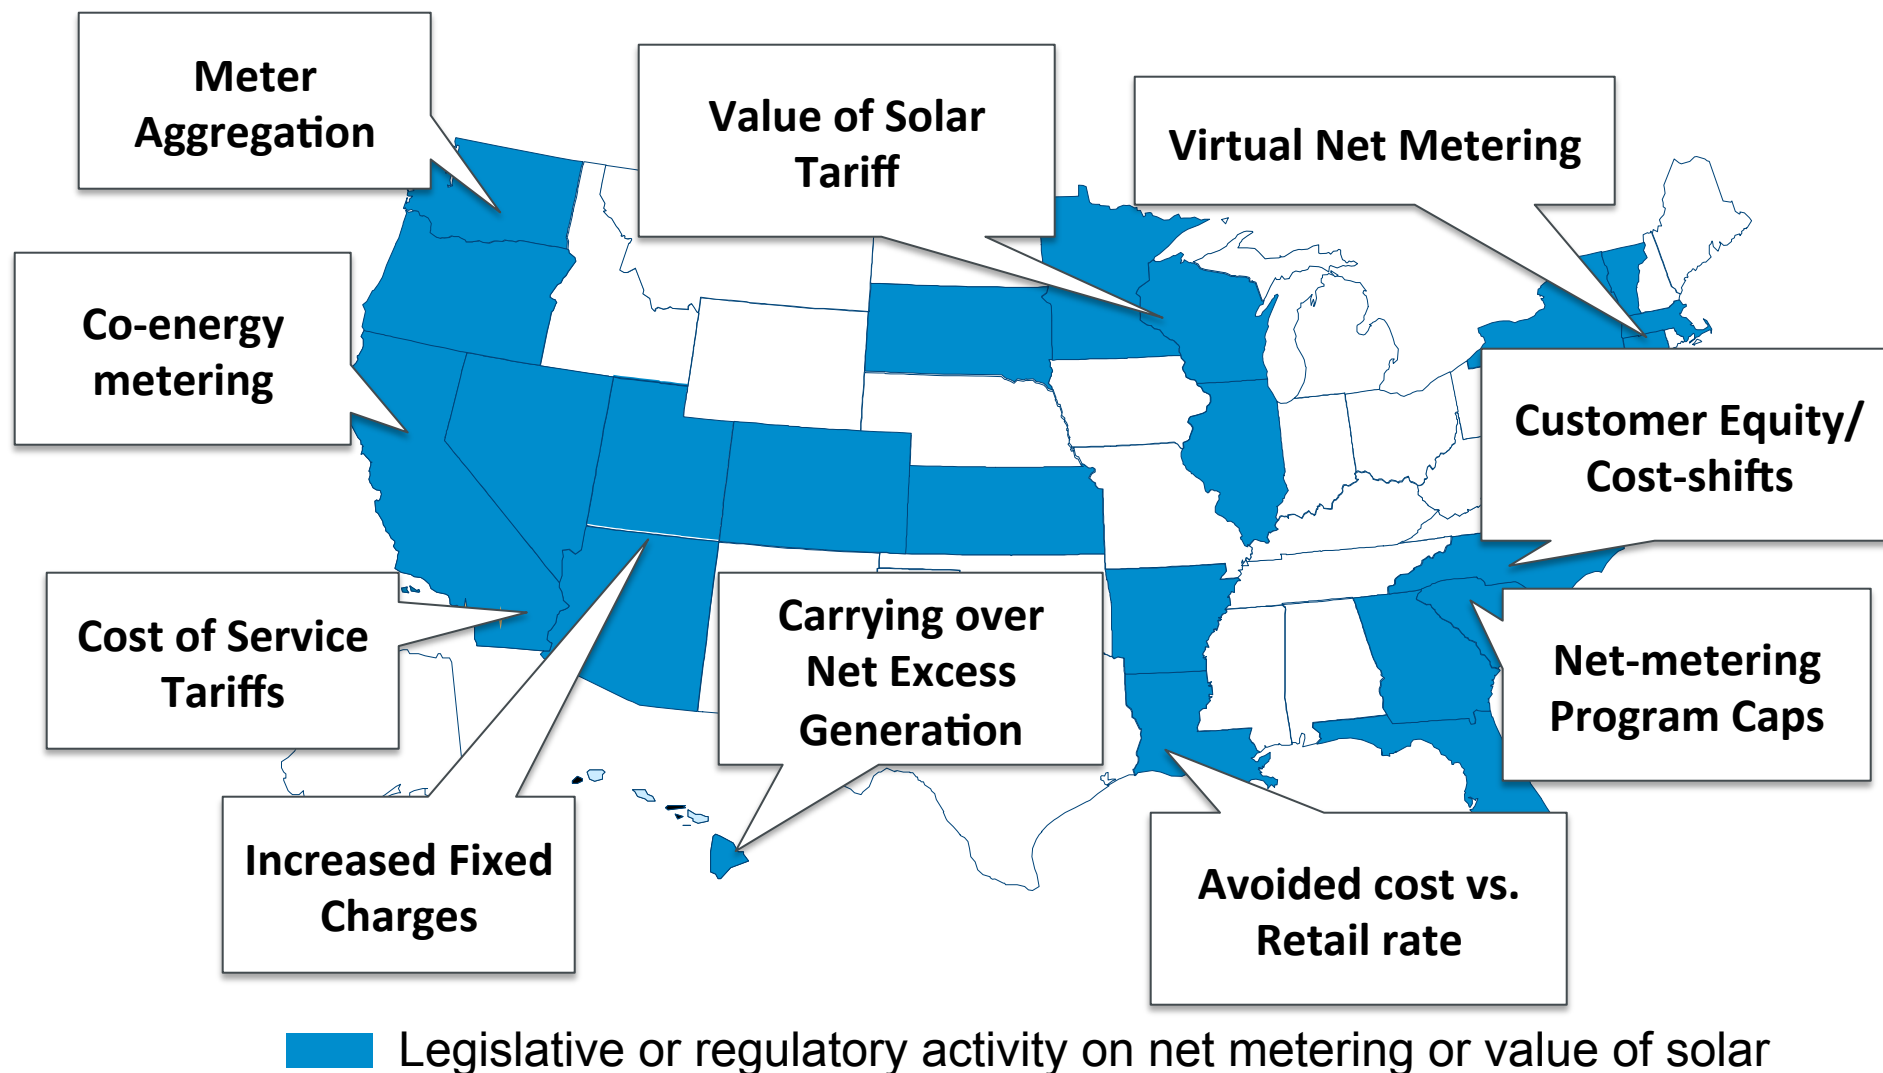 Meter
Aggregation
Value of Solar
Tariff
Virtual Net Metering
Co-energy
metering
Customer Equity/
Cost-shifts
Cost of Service
Tariffs
Carrying over
Net Excess
Generation
Net-metering
Program Caps
Increased Fixed
Charges
Avoided cost vs.
Retail rate
Legislative or regulatory activity on net metering or value of solar